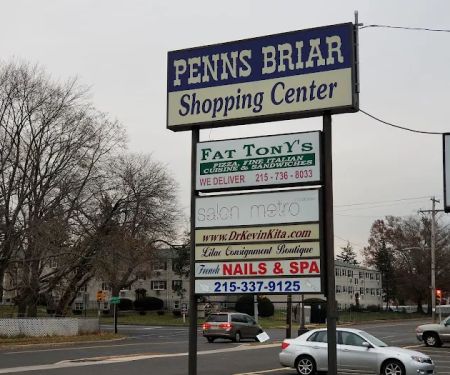 PENNS BRIAR
Shopping Center
FAT TONY'S
PIZZA, FINE ITALIAN
CUISINE & SANDWICHES
WE DELIVER 215-736-8033
salon metro
www.DrKevinKita.com
Lilac Consignment Boutique
French NAILS & SPA
215-337-9125